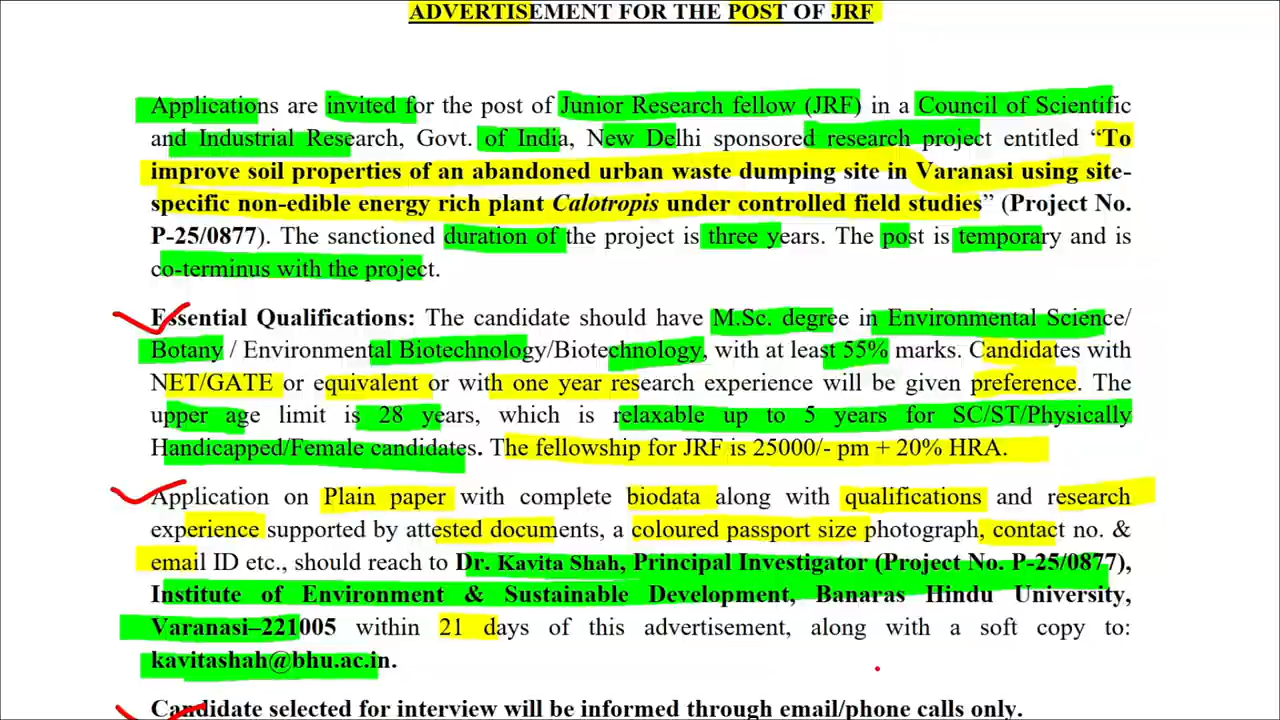 ADVERTISEMENT FOR THE POST OF JRF
Applications are invited for the post of Junior Research fellow (JRF) in a Council of Scientific
and Industrial Research, Govt. of India, New Delhi sponsored research project entitled “To
improve soil properties of an abandoned urban waste dumping site in Varanasi using site-
specific non-edible energy rich plant Calotropis under controlled field studies” (Project No.
P-25/0877). The sanctioned duration of the project is three years. The post is temporary and is
co-terminus with the project.
Essential Qualifications: The candidate should have M.Sc. degree in Environmental Science/
Botany / Environmental Biotechnology/Biotechnology, with at least 55% marks. Candidates with
NET/GATE or equivalent or with one year research experience will be given preference. The
upper age limit is 28 years, which is relaxable up to 5 years for SC/ST/Physically
Handicapped/Female candidates. The fellowship for JRF is 25000/- pm + 20% HRA.
Application on Plain paper with complete biodata along with qualifications and research
experience supported by attested documents, a coloured passport size photograph, contact no. &
email ID etc., should reach to Dr. Kavita Shah, Principal Investigator (Project No. P-25/0877),
Institute of Environment & Sustainable Development, Banaras Hindu University,
Varanasi–221005 within 21 days of this advertisement, along with a soft copy to:
kavitashah@bhu.ac.in.
Candidate selected for interview will be informed through email/phone calls only.